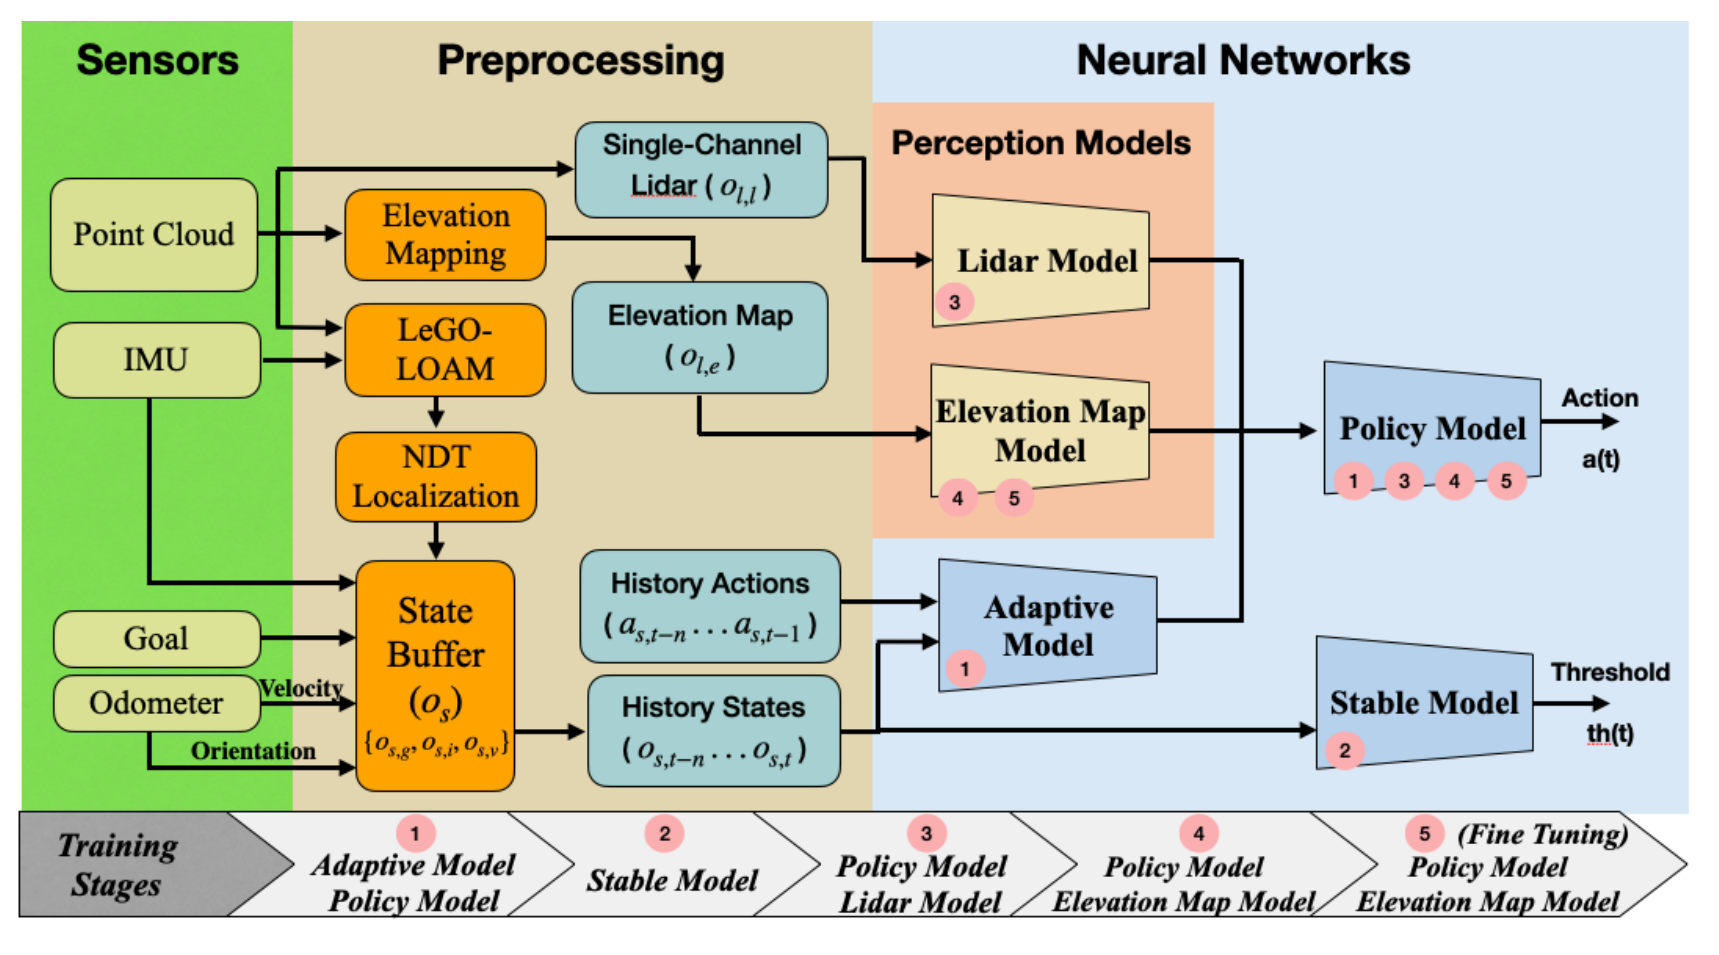 Sensors
Preprocessing
Neural Networks
Point Cloud
IMU
Goal
Odometer
Velocity
Orientation
Elevation
Mapping
LeGO-
LOAM
NDT
Localization
State
Buffer
(o_s)
{o_{s,g}, o_{s,i}, o_{s,v}}
Single-Channel
Lidar ( o_{l,l} )
Elevation Map
( o_{l,e} )
History Actions
( a_{s,t−n} . . . a_{s,t−1} )
History States
( o_{s,t−n} . . . o_{s,t} )
Perception Models
Lidar Model
3
Elevation Map
Model
4 5
Adaptive
Model
1
Policy Model
1 3 4 5
Action
a(t)
Stable Model
2
Threshold
th(t)
Training
Stages
1
Adaptive Model
Policy Model
2
Stable Model
3
Policy Model
Lidar Model
4
Policy Model
Elevation Map Model
5 (Fine Tuning)
Policy Model
Elevation Map Model